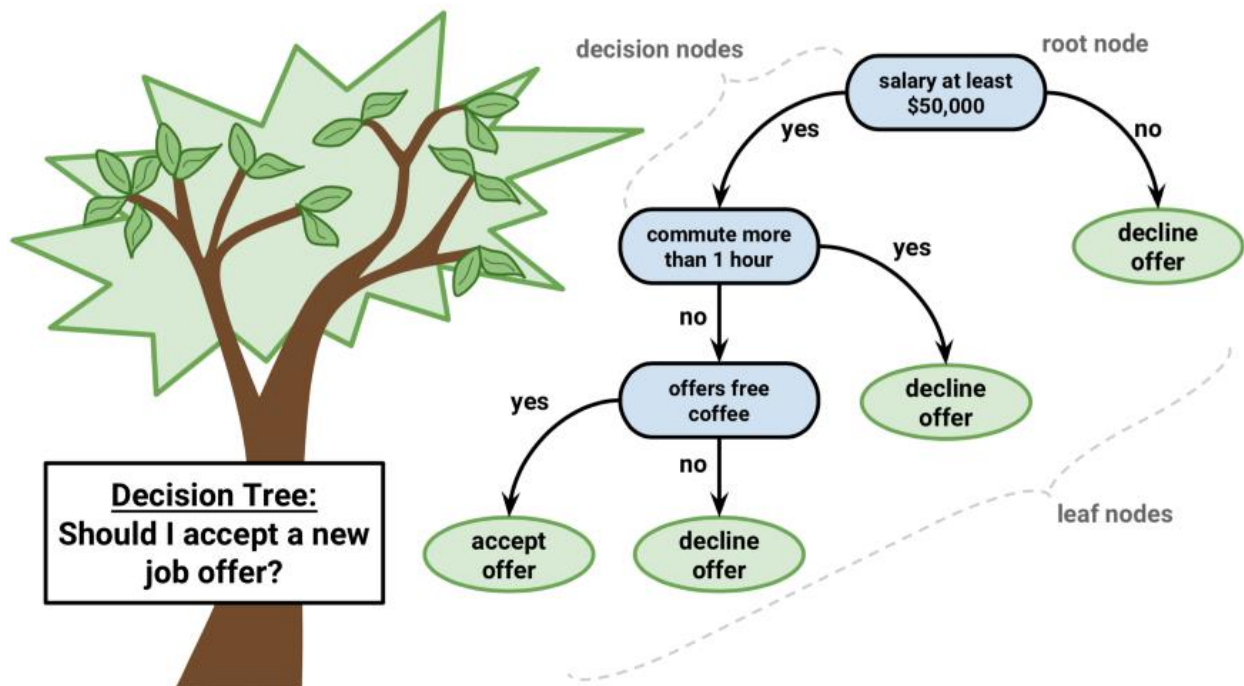 decision nodes
root node
salary at least
$50,000
yes
no
commute more
than 1 hour
yes
decline
offer
no
offers free
coffee
decline
offer
yes
no
Decision Tree:
Should I accept a new
job offer?
accept
offer
decline
offer
leaf nodes